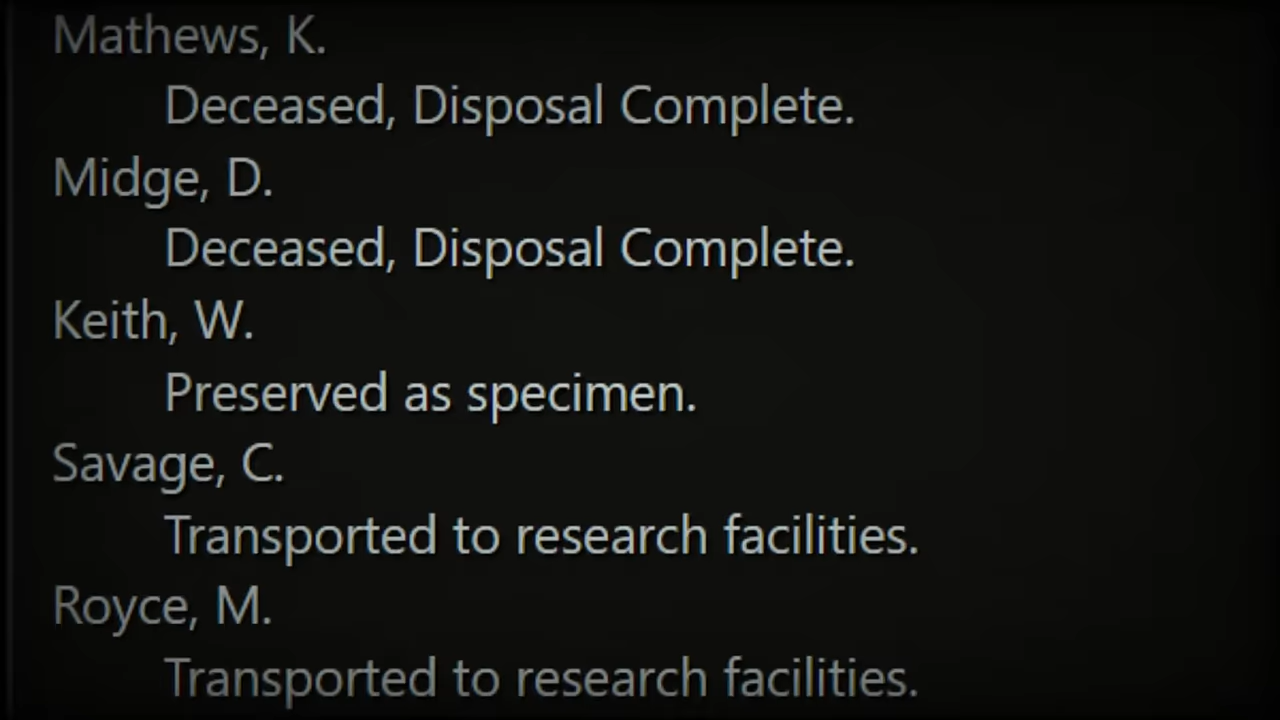 Mathews, K.
Deceased, Disposal Complete.
Midge, D.
Deceased, Disposal Complete.
Keith, W.
Preserved as specimen.
Savage, C.
Transported to research facilities.
Royce, M.
Transported to research facilities.